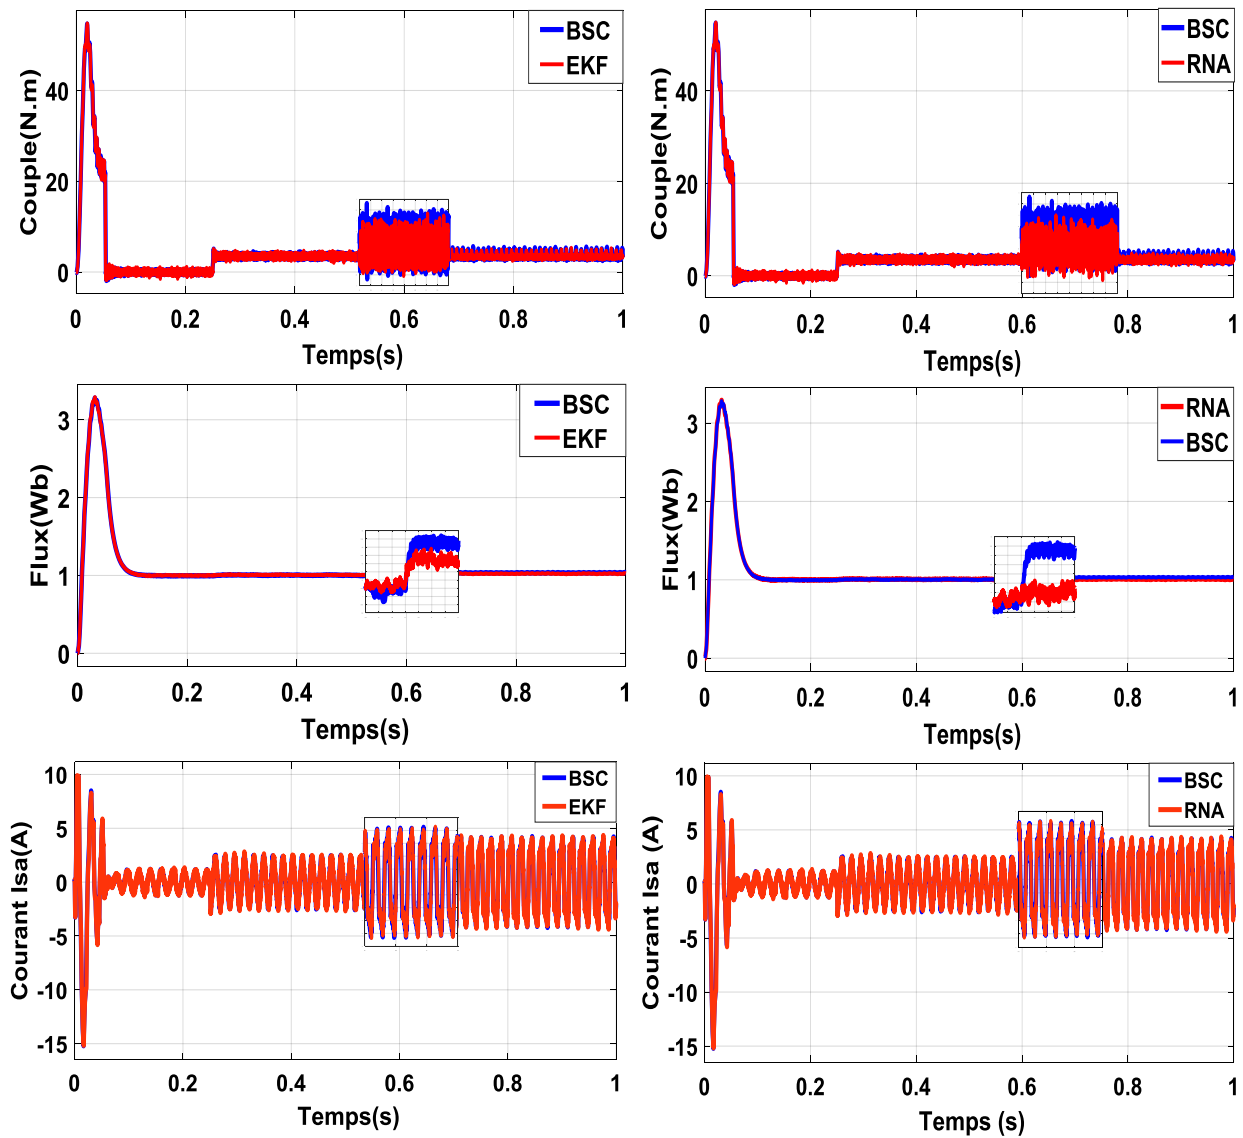 BSC
EKF
Couple(N.m)
40
20
0
0 0.2 0.4 0.6 0.8 1
Temps(s)
BSC
RNA
Couple(N.m)
40
20
0
0 0.2 0.4 0.6 0.8 1
Temps(s)
BSC
EKF
Flux(Wb)
3
2
1
0
0 0.2 0.4 0.6 0.8 1
Temps(s)
RNA
BSC
Flux(Wb)
3
2
1
0
0 0.2 0.4 0.6 0.8 1
Temps(s)
BSC
EKF
Courant Isa(A)
10
5
0
-5
-10
-15
0 0.2 0.4 0.6 0.8 1
Temps(s)
BSC
RNA
Courant Isa (A)
10
5
0
-5
-10
-15
0 0.2 0.4 0.6 0.8 1
Temps (s)